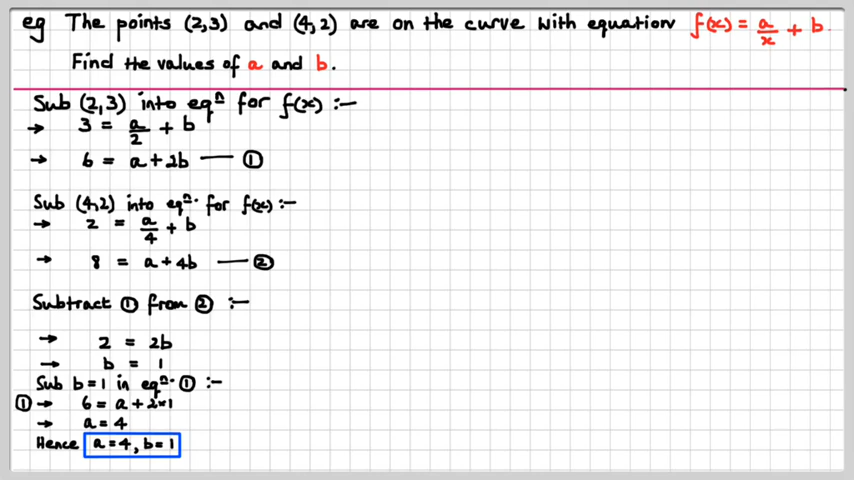 eg The points (2,3) and (4,2) are on the curve with equation f(x) = a/x + b.
Find the values of a and b.
Sub (2,3) into eqⁿ for f(x) :-
→ 3 = a/2 + b
→ 6 = a + 2b —— ①
Sub (4,2) into eqⁿ· for f(x) :-
→ 2 = a/4 + b
→ 8 = a + 4b —— ②
Subtract ① from ② :-
→ 2 = 2b
→ b = 1
Sub b = 1 in eqⁿ· ① :-
① → 6 = a + 2×1
→ a = 4
Hence a = 4, b = 1